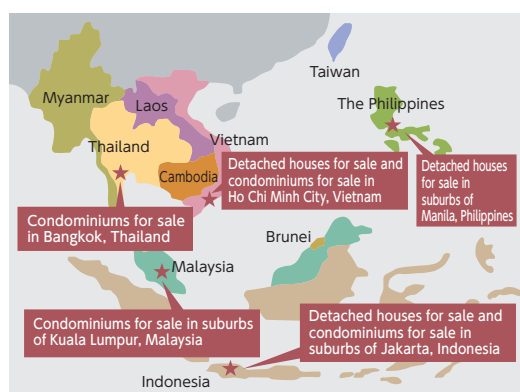 Taiwan
Myanmar
Laos
The Philippines
Vietnam
Thailand
Cambodia
Detached houses for sale and
condominiums for sale in
Ho Chi Minh City, Vietnam
Detached houses
for sale in
suburbs of
Manila, Philippines
Condominiums for sale
in Bangkok, Thailand
Brunei
Malaysia
Condominiums for sale in suburbs
of Kuala Lumpur, Malaysia
Detached houses for sale and
condominiums for sale in
suburbs of Jakarta, Indonesia
Indonesia